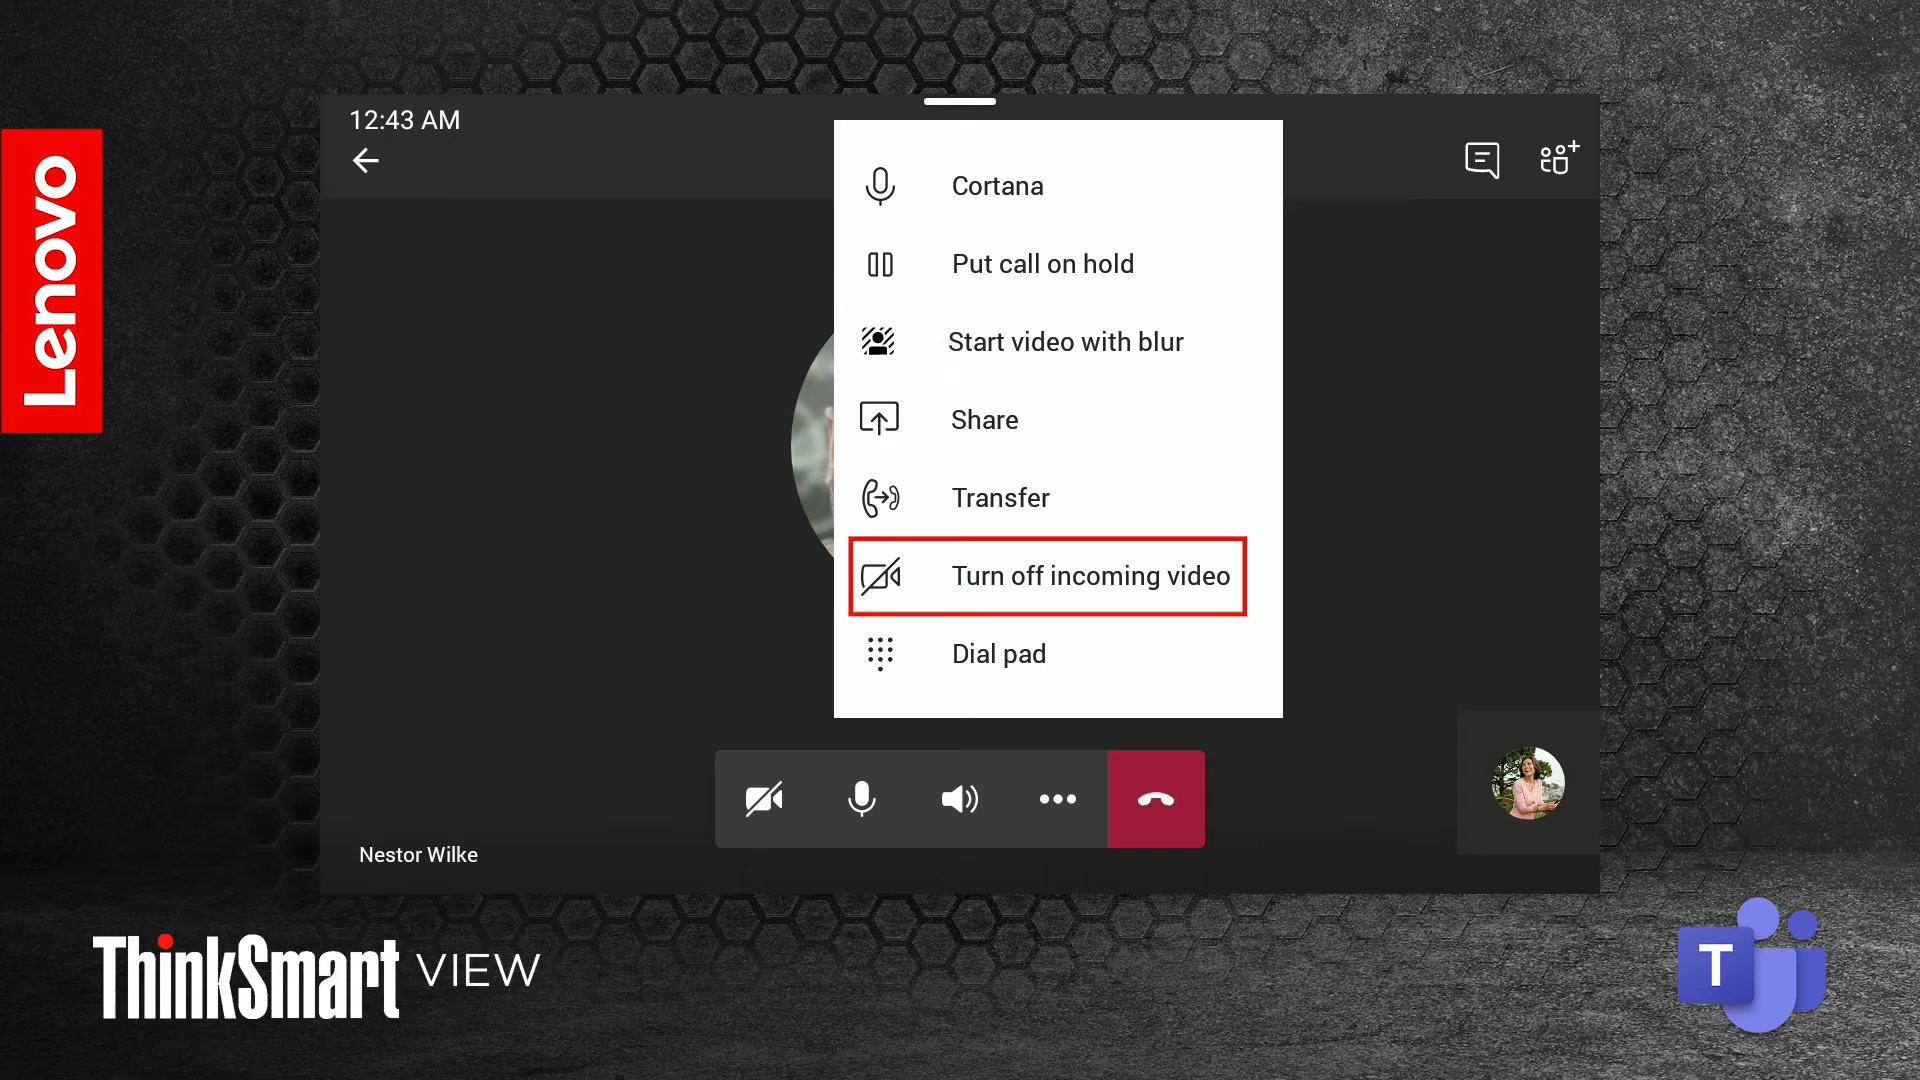 Lenovo
12:43 AM
Cortana
Put call on hold
Start video with blur
Share
Transfer
Turn off incoming video
Dial pad
Nestor Wilke
ThinkSmart VIEW
T